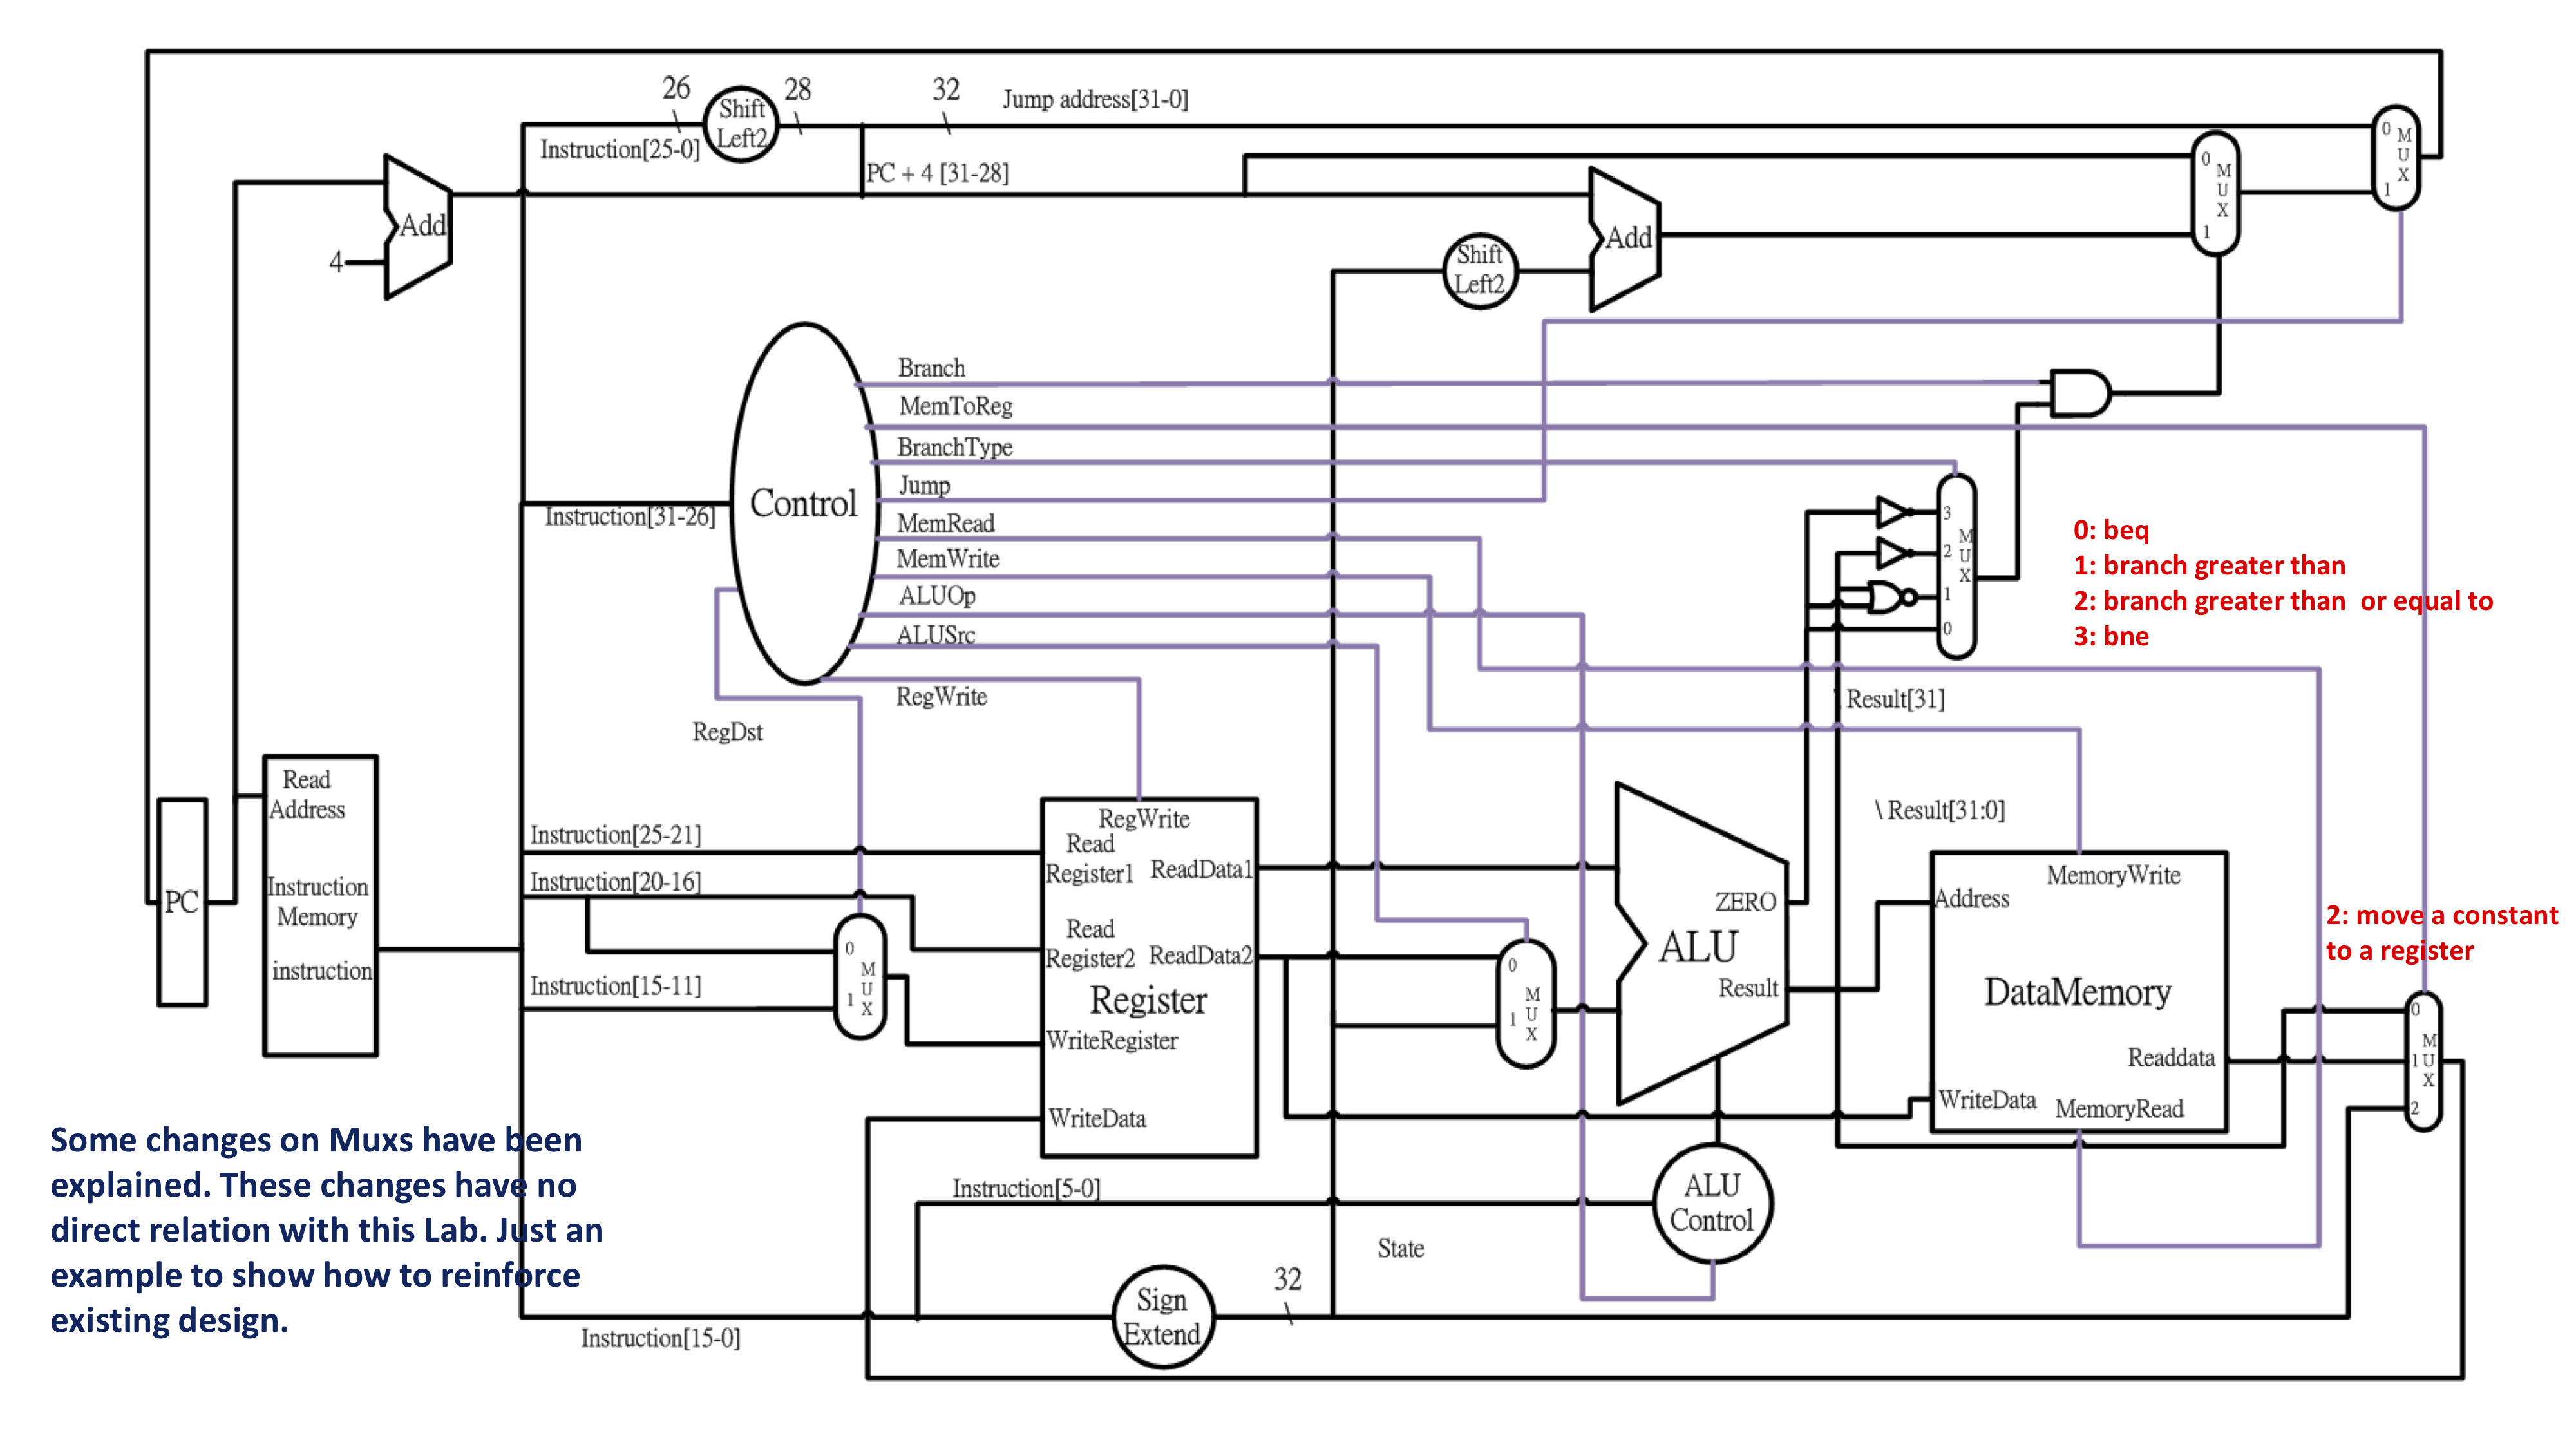 26
28
32
Jump address[31-0]
Shift
Left2
Instruction[25-0]
PC + 4 [31-28]
0
M
U
X
1
0
M
U
X
1
Add
4
Add
Shift
Left2
Branch
MemToReg
BranchType
Jump
MemRead
MemWrite
ALUOp
ALUSrc
RegWrite
RegDst
Control
Instruction[31-26]
3
2
1
0
M
U
X
0: beq
1: branch greater than
2: branch greater than or equal to
3: bne
\ Result[31]
\ Result[31:0]
PC
Read
Address
Instruction
Memory
instruction
Instruction[25-21]
Instruction[20-16]
Instruction[15-11]
0
M
U
1
X
RegWrite
Read
Register1
ReadData1
Read
Register2
ReadData2
Register
WriteRegister
WriteData
0
M
1
U
X
ZERO
ALU
Result
MemoryWrite
Address
DataMemory
Readdata
WriteData
MemoryRead
2: move a constant
to a register
0
M
1
U
X
2
ALU
Control
Instruction[5-0]
State
32
Sign
Extend
Instruction[15-0]
Some changes on Muxs have been
explained. These changes have no
direct relation with this Lab. Just an
example to show how to reinforce
existing design.